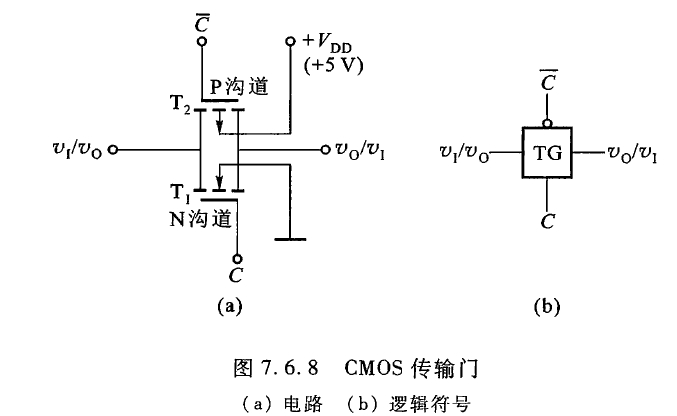 C̅
+V_DD
(+5 V)
P沟道
T₂
v_I/v_O
v_O/v_I
T₁
N沟道
C
(a)
C̅
v_I/v_O
TG
v_O/v_I
C
(b)
图 7.6.8 CMOS 传输门
(a) 电路 (b) 逻辑符号